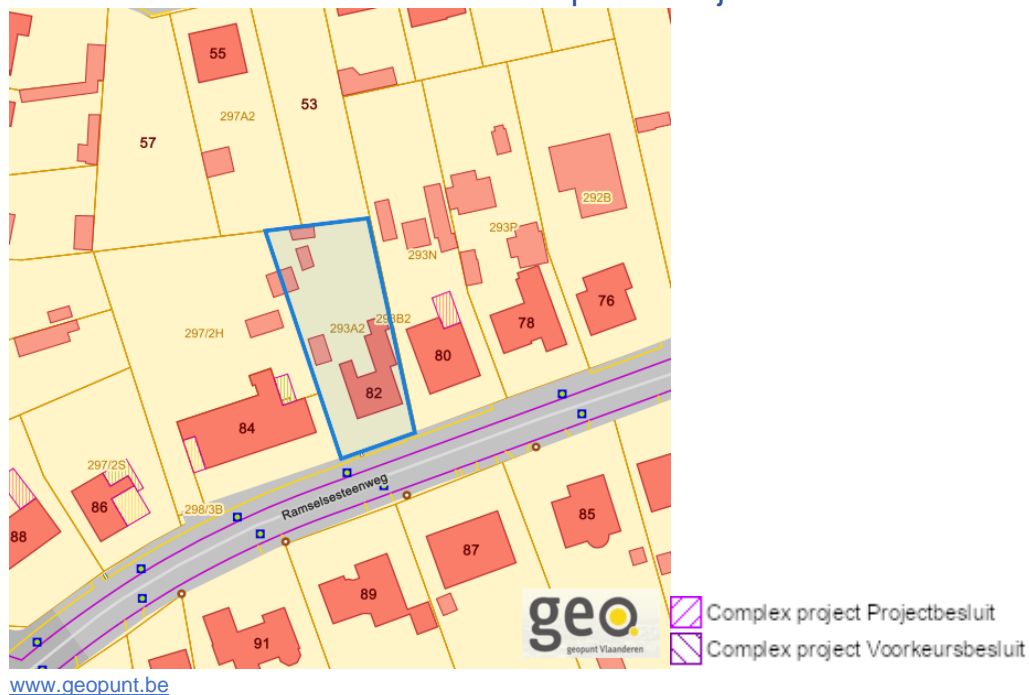 55
297A2
53
57
292B
293P
293N
76
297/2H
293A2
293B2
78
80
82
84
297/2S
86
298/3B
Ramselsesteenweg
88
85
87
89
91
geo
geopunt Vlaanderen
Complex project Projectbesluit
Complex project Voorkeursbesluit
www.geopunt.be